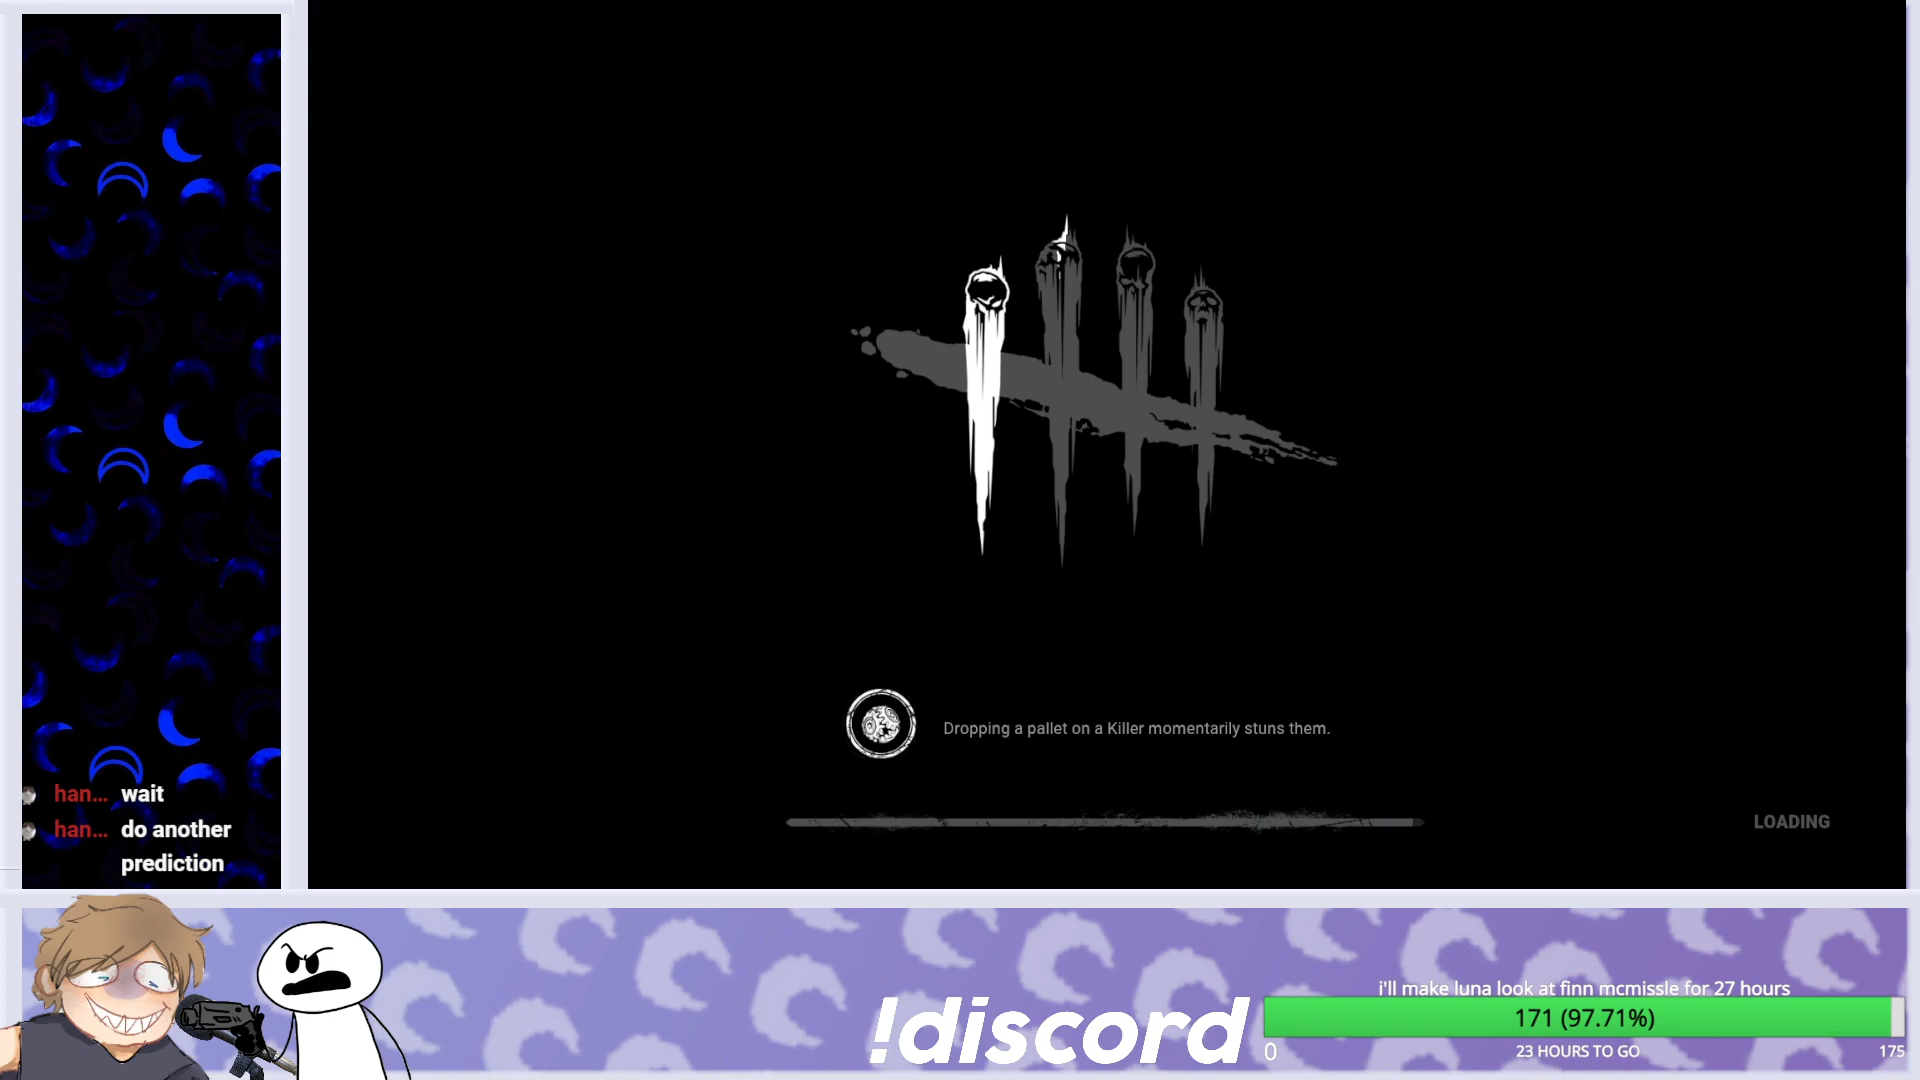 han... wait
han... do another
prediction
Dropping a pallet on a Killer momentarily stuns them.
LOADING
!discord
i'll make luna look at finn mcmissle for 27 hours
171 (97.71%)
0 23 HOURS TO GO 175